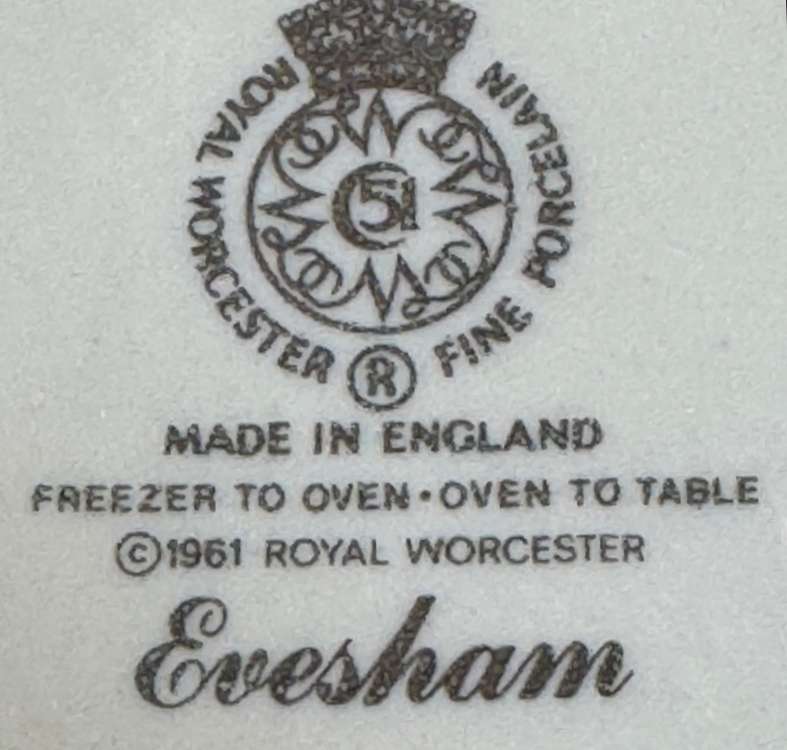 ROYAL WORCESTER FINE PORCELAIN
51
®
MADE IN ENGLAND
FREEZER TO OVEN • OVEN TO TABLE
©1961 ROYAL WORCESTER
Evesham